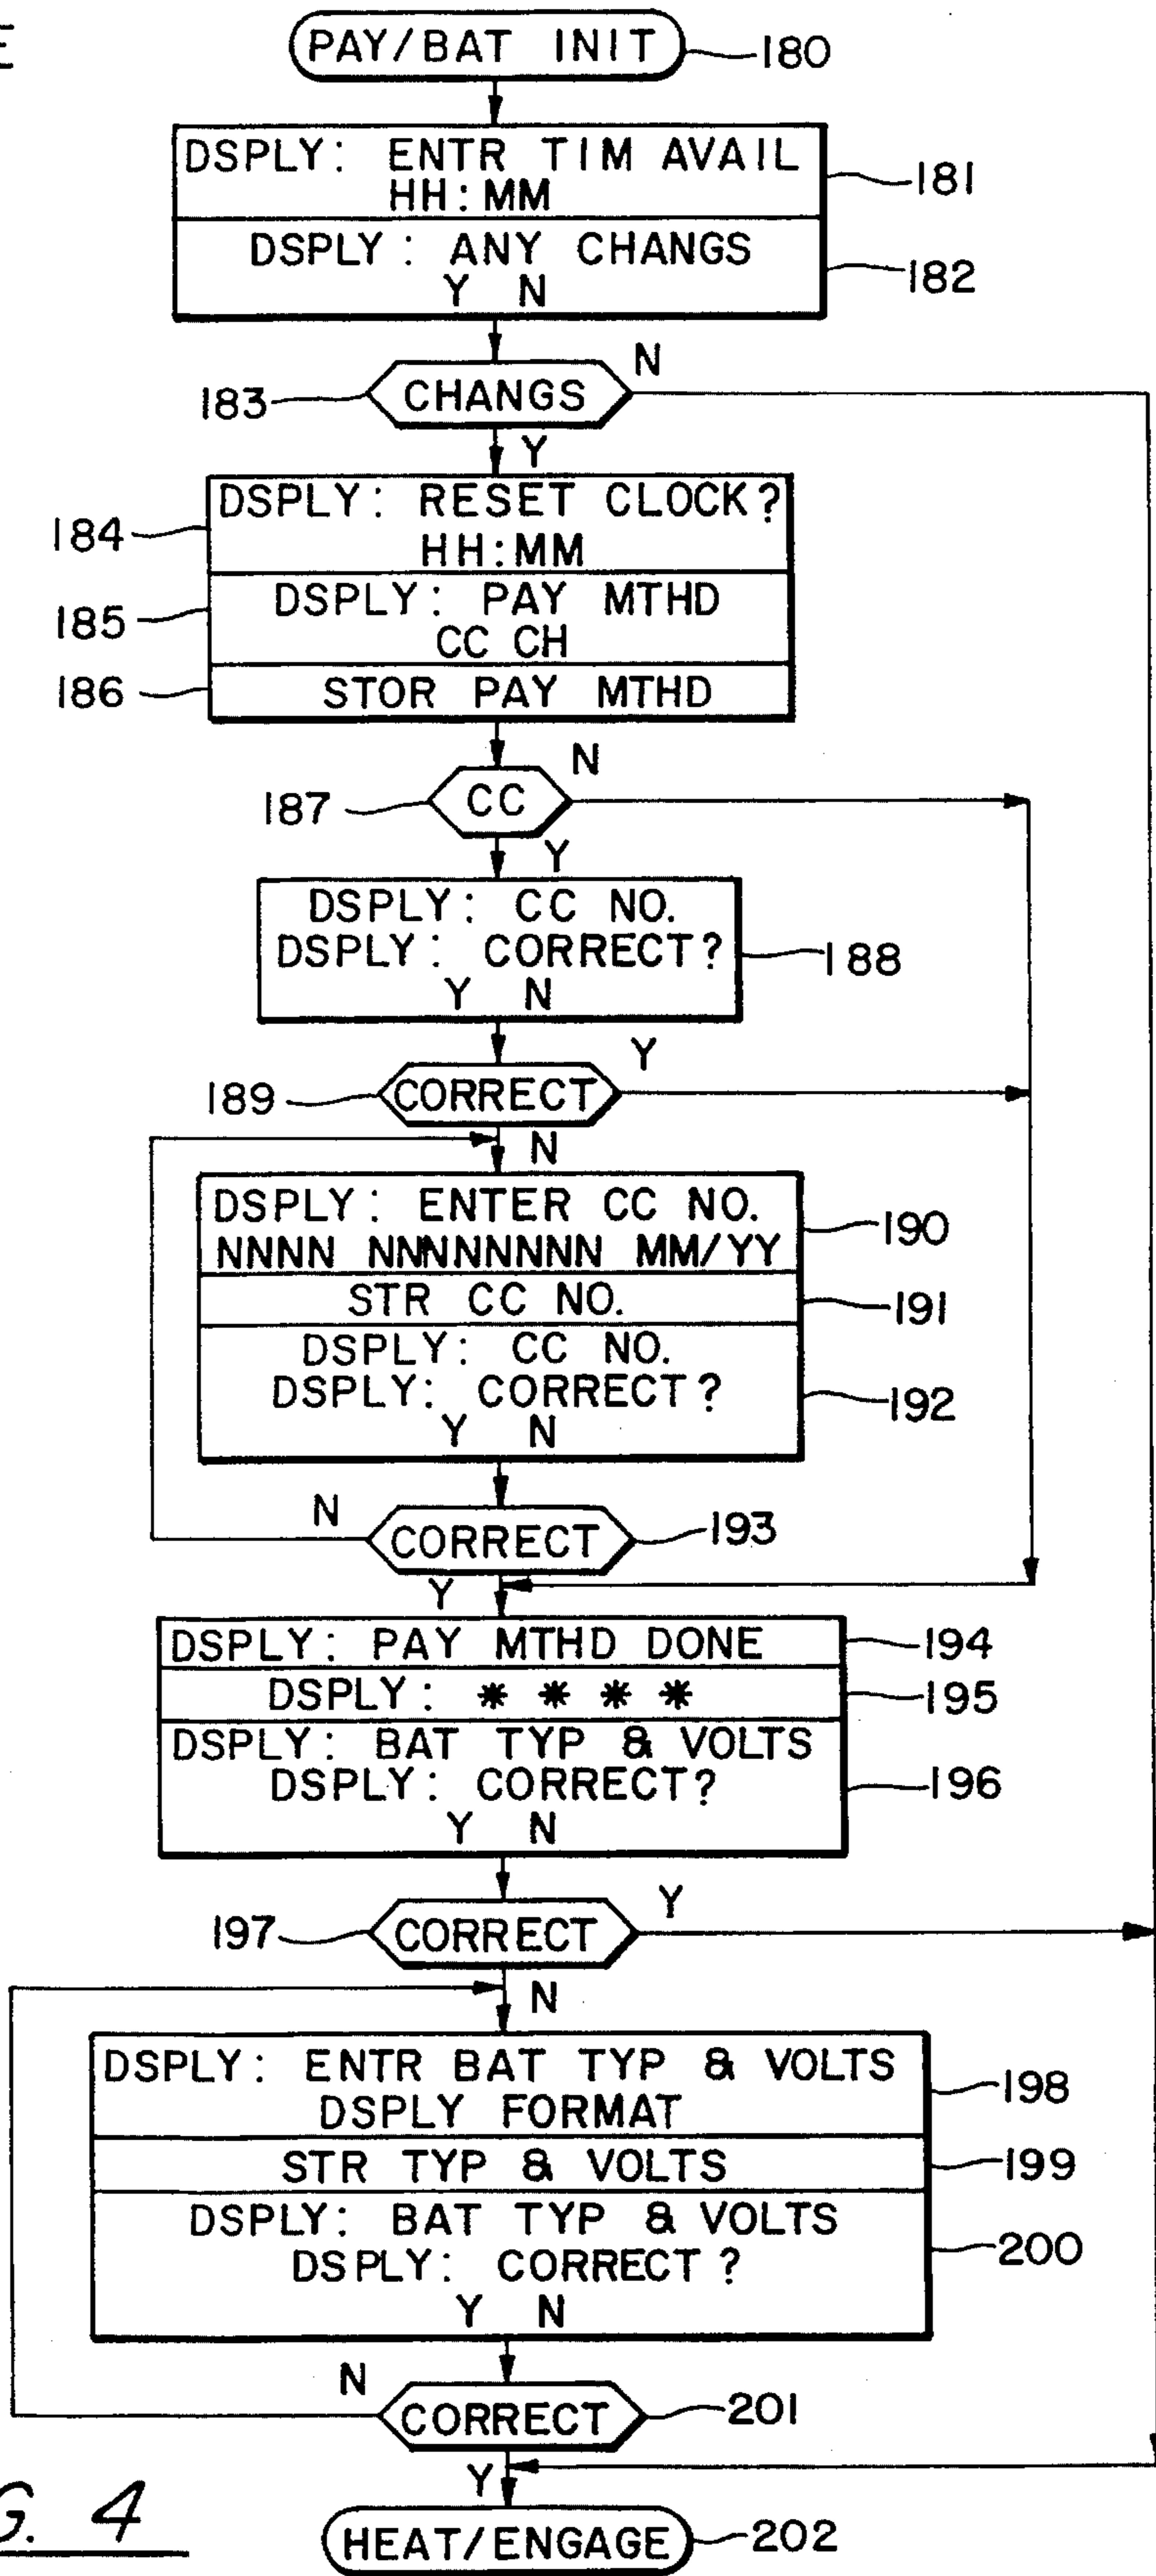 E
PAY/BAT INIT
180
DSPLY: ENTR TIM AVAIL
HH:MM
181
DSPLY: ANY CHANGS
Y N
182
183
CHANGS
N
Y
184
DSPLY: RESET CLOCK?
HH:MM
185
DSPLY: PAY MTHD
CC CH
186
STOR PAY MTHD
187
CC
N
Y
DSPLY: CC NO.
DSPLY: CORRECT?
Y N
188
189
CORRECT
Y
N
DSPLY: ENTER CC NO.
NNNN NNNNNNNN MM/YY
190
STR CC NO.
191
DSPLY: CC NO.
DSPLY: CORRECT?
Y N
192
N
CORRECT
193
Y
DSPLY: PAY MTHD DONE
194
DSPLY: * * * *
195
DSPLY: BAT TYP & VOLTS
DSPLY: CORRECT?
Y N
196
197
CORRECT
Y
N
DSPLY: ENTR BAT TYP & VOLTS
DSPLY FORMAT
198
STR TYP & VOLTS
199
DSPLY: BAT TYP & VOLTS
DSPLY: CORRECT?
Y N
200
N
CORRECT
201
Y
G. 4
HEAT/ENGAGE
202